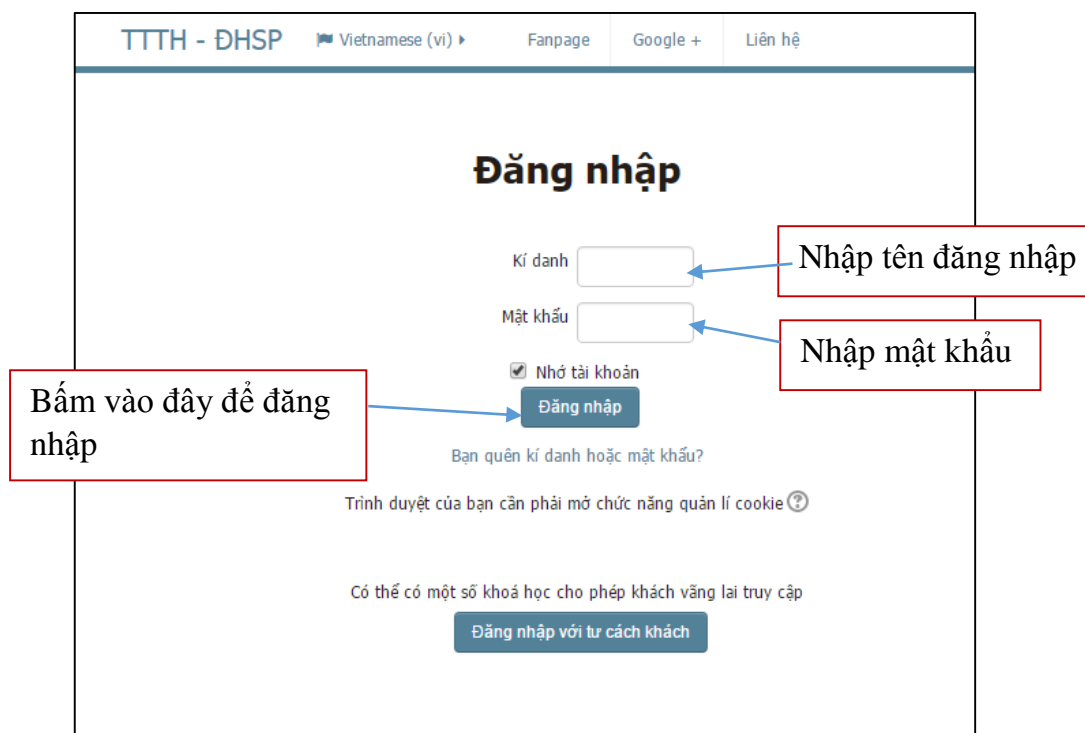 TTTH - ĐHSP Vietnamese (vi) Fanpage Google + Liên hệ
Đăng nhập
Kí danh
Nhập tên đăng nhập
Mật khẩu
Nhập mật khẩu
Nhớ tài khoản
Bấm vào đây để đăng
nhập
Đăng nhập
Bạn quên kí danh hoặc mật khẩu?
Trình duyệt của bạn cần phải mở chức năng quản lí cookie ?
Có thể có một số khoá học cho phép khách vãng lai truy cập
Đăng nhập với tư cách khách